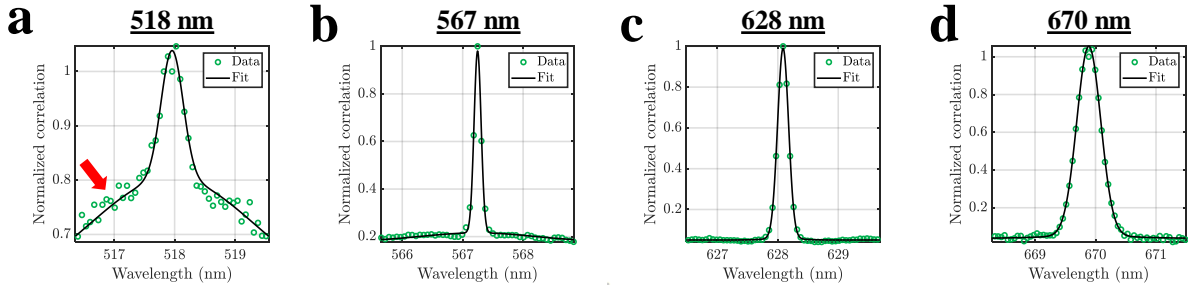 a
518 nm
Normalized correlation
1
0.9
0.8
0.7
Data
Fit
517
518
519
Wavelength (nm)
b
567 nm
Normalized correlation
1
0.8
0.6
0.4
0.2
Data
Fit
566
567
568
Wavelength (nm)
c
628 nm
Normalized correlation
1
0.8
0.6
0.4
0.2
Data
Fit
627
628
629
Wavelength (nm)
d
670 nm
Normalized correlation
1
0.8
0.6
0.4
0.2
Data
Fit
669
670
671
Wavelength (nm)